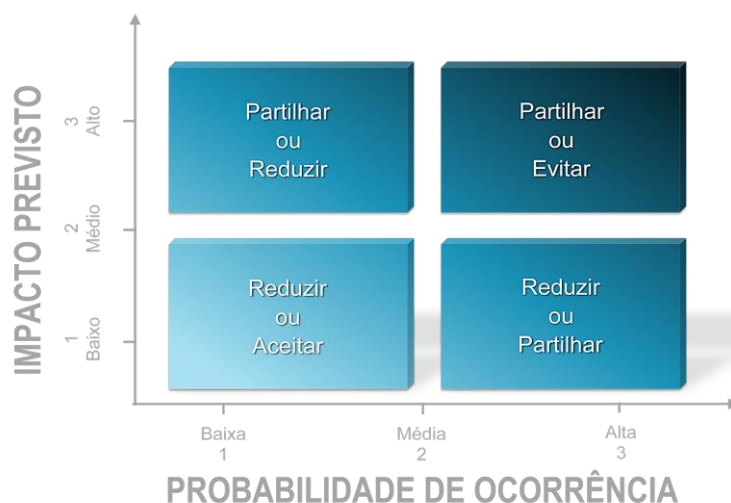 IMPACTO PREVISTO
3
Alto
2
Médio
1
Baixo
Partilhar
ou
Reduzir
Partilhar
ou
Evitar
Reduzir
ou
Aceitar
Reduzir
ou
Partilhar
Baixa
1
Média
2
Alta
3
PROBABILIDADE DE OCORRÊNCIA